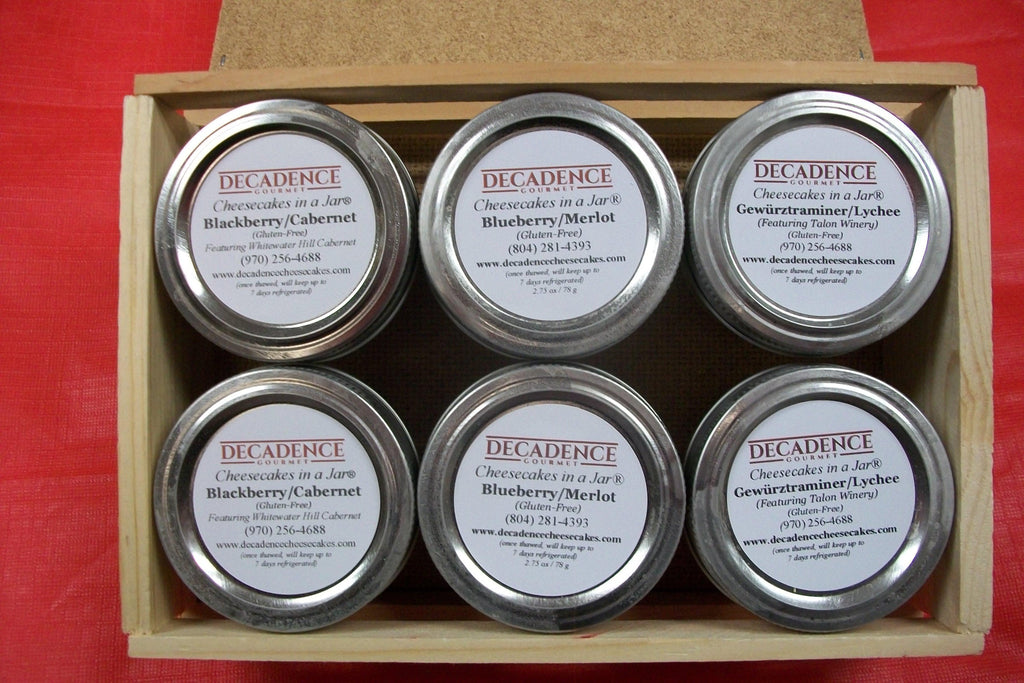 DECADENCE
GOURMET
Cheesecakes in a Jar®
Blackberry/Cabernet
(Gluten-Free)
Featuring Whitewater Hill Cabernet
(970) 256-4688
www.decadencecheesecakes.com
(once thawed, will keep up to
7 days refrigerated)
DECADENCE
GOURMET
Cheesecakes in a Jar®
Blueberry/Merlot
(Gluten-Free)
(804) 281-4393
www.decadencecheesecakes.com
(once thawed, will keep up to
7 days refrigerated)
2.75 oz / 78 g
DECADENCE
GOURMET
Cheesecakes in a Jar®
Gewürztraminer/Lychee
(Featuring Talon Winery)
(Gluten-Free)
(970) 256-4688
www.decadencecheesecakes.com
(once thawed, will keep up to
7 days refrigerated)
DECADENCE
GOURMET
Cheesecakes in a Jar®
Blackberry/Cabernet
(Gluten-Free)
Featuring Whitewater Hill Cabernet
(970) 256-4688
www.decadencecheesecakes.com
(once thawed, will keep up to
7 days refrigerated)
DECADENCE
GOURMET
Cheesecakes in a Jar®
Blueberry/Merlot
(Gluten-Free)
(804) 281-4393
www.decadencecheesecakes.com
(once thawed, will keep up to
7 days refrigerated)
2.75 oz / 78 g
DECADENCE
GOURMET
Cheesecakes in a Jar®
Gewürztraminer/Lychee
(Featuring Talon Winery)
(Gluten-Free)
(970) 256-4688
www.decadencecheesecakes.com
(once thawed, will keep up to
7 days refrigerated)